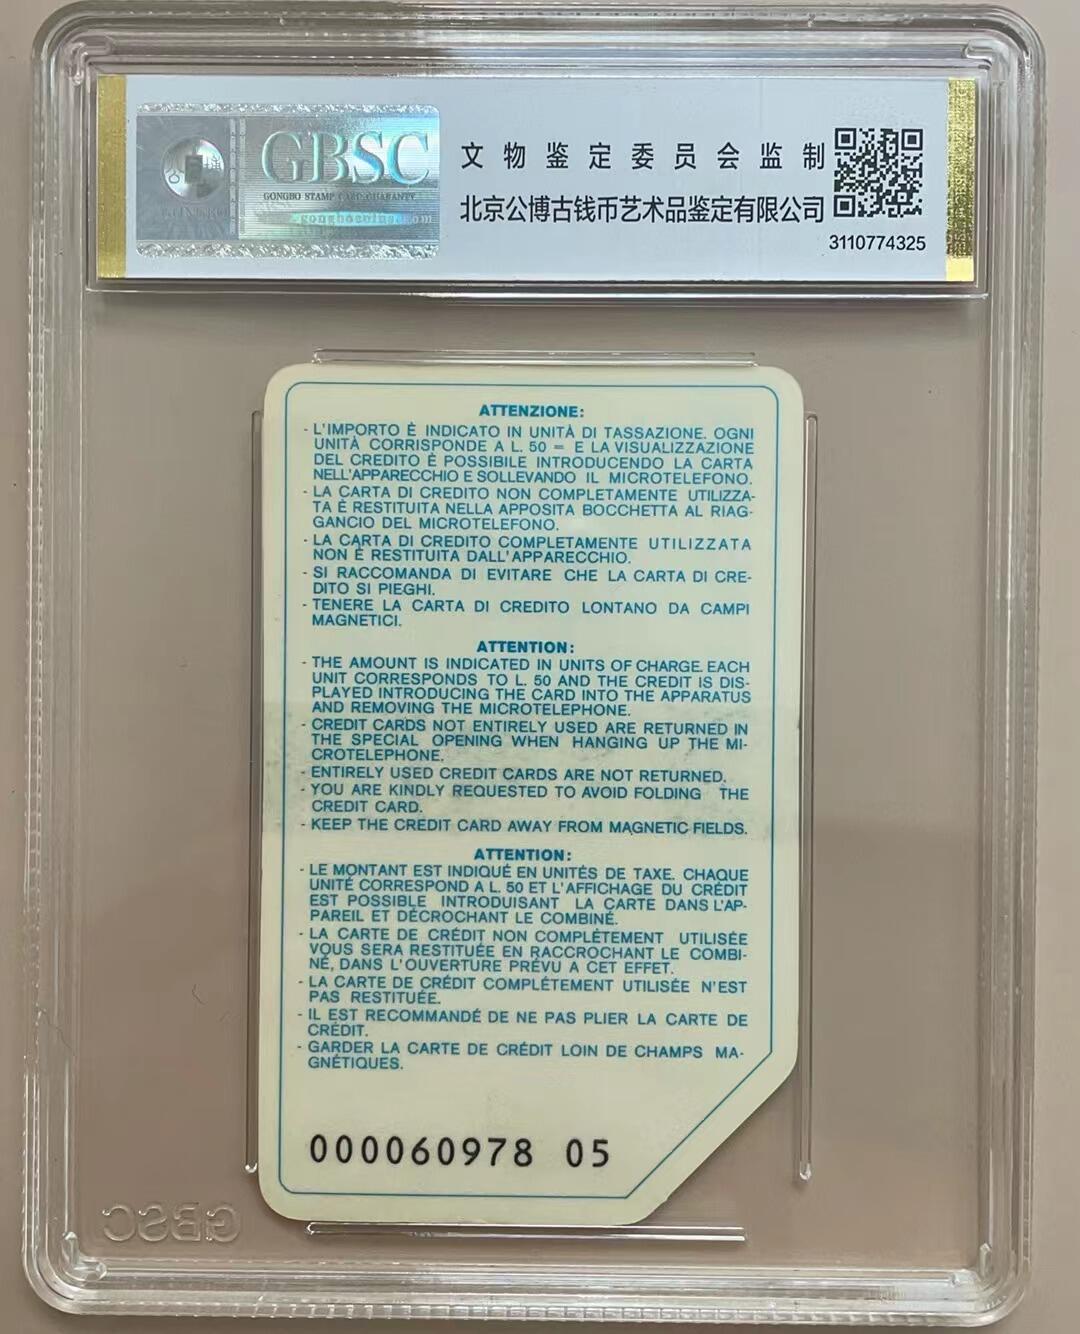 GBSC
GONGBO STAMP CARD GUARANTY
文物鉴定委员会监制
北京公博古钱币艺术品鉴定有限公司
3110774325
ATTENZIONE:
- L'IMPORTO È INDICATO IN UNITÀ DI TASSAZIONE. OGNI
UNITÀ CORRISPONDE A L. 50 = E LA VISUALIZZAZIONE
DEL CREDITO È POSSIBILE INTRODUCENDO LA CARTA
NELL'APPARECCHIO E SOLLEVANDO IL MICROTELEFONO.
- LA CARTA DI CREDITO NON COMPLETAMENTE UTILIZZA-
TA È RESTITUITA NELLA APPOSITA BOCCHETTA AL RIAG-
GANCIO DEL MICROTELEFONO.
- LA CARTA DI CREDITO COMPLETAMENTE UTILIZZATA
NON È RESTITUITA DALL'APPARECCHIO.
- SI RACCOMANDA DI EVITARE CHE LA CARTA DI CRE-
DITO SI PIEGHI.
- TENERE LA CARTA DI CREDITO LONTANO DA CAMPI
MAGNETICI.
ATTENTION:
- THE AMOUNT IS INDICATED IN UNITS OF CHARGE. EACH
UNIT CORRESPONDS TO L. 50 AND THE CREDIT IS DIS-
PLAYED INTRODUCING THE CARD INTO THE APPARATUS
AND REMOVING THE MICROTELEPHONE.
- CREDIT CARDS NOT ENTIRELY USED ARE RETURNED IN
THE SPECIAL OPENING WHEN HANGING UP THE MI-
CROTELEPHONE.
- ENTIRELY USED CREDIT CARDS ARE NOT RETURNED.
- YOU ARE KINDLY REQUESTED TO AVOID FOLDING THE
CREDIT CARD.
- KEEP THE CREDIT CARD AWAY FROM MAGNETIC FIELDS.
ATTENTION:
- LE MONTANT EST INDIQUÉ EN UNITÉS DE TAXE. CHAQUE
UNITÉ CORRESPOND A L. 50 ET L'AFFICHAGE DU CRÉDIT
EST POSSIBLE INTRODUISANT LA CARTE DANS L'AP-
PAREIL ET DÉCROCHANT LE COMBINÉ.
- LA CARTE DE CRÉDIT NON COMPLÉTEMENT UTILISÉE
VOUS SERA RESTITUÉE EN RACCROCHANT LE COMBI-
NÉ, DANS L'OUVERTURE PRÉVU A CET EFFET.
- LA CARTE DE CRÉDIT COMPLÉTEMENT UTILISÉE N'EST
PAS RESTITUÉE.
- IL EST RECOMMANDÉ DE NE PAS PLIER LA CARTE DE
CRÉDIT.
- GARDER LA CARTE DE CRÉDIT LOIN DE CHAMPS MA-
GNÉTIQUES.
000060978 05
GBSC